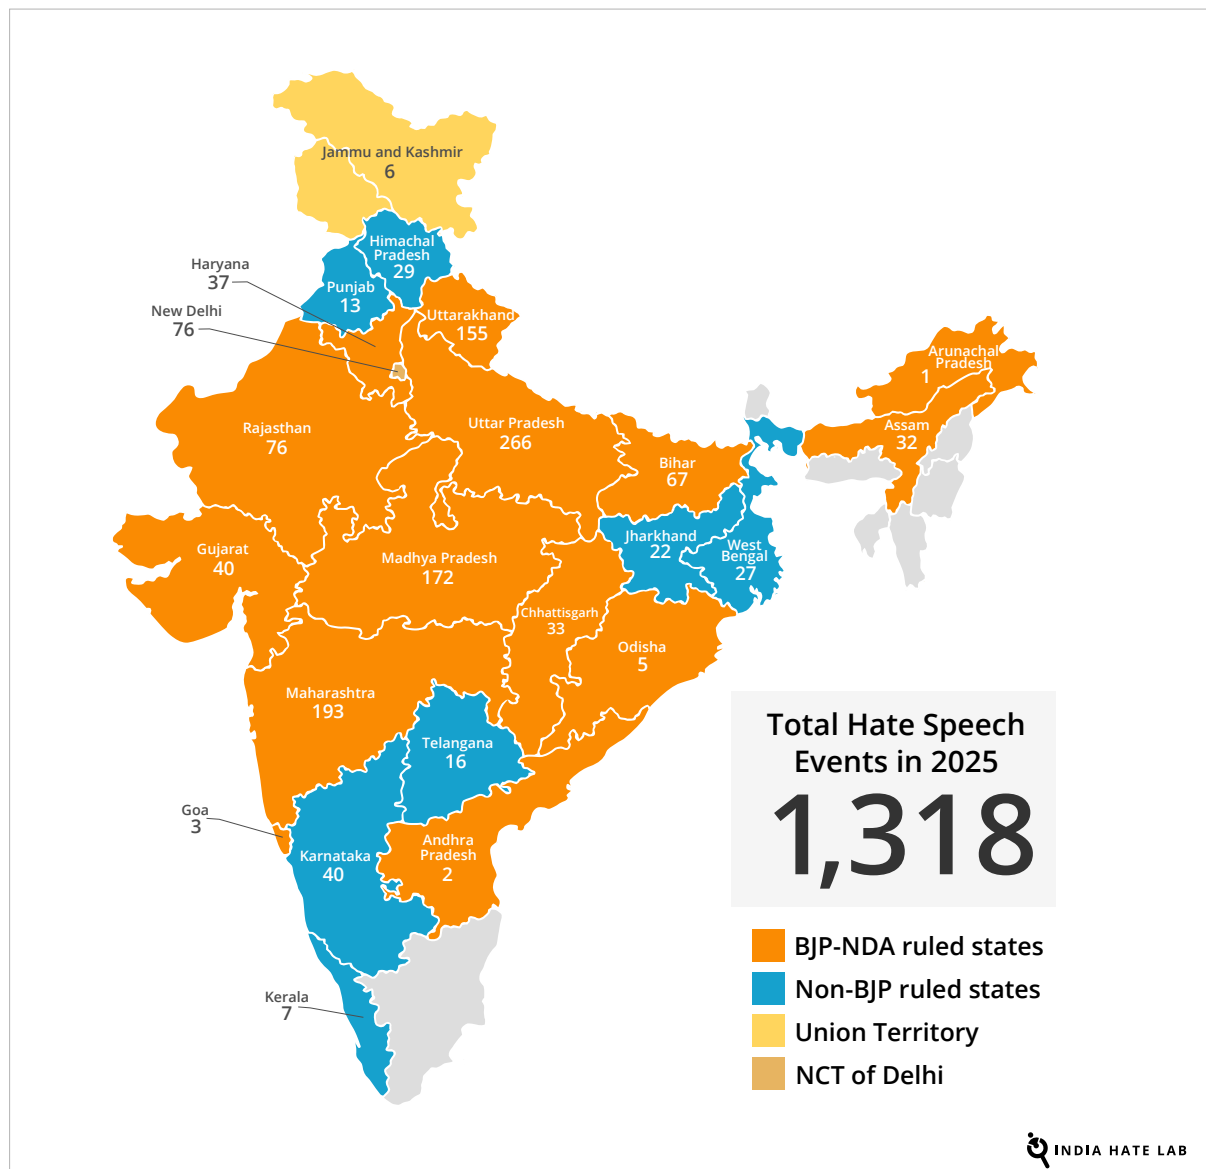 Jammu and Kashmir
6
Himachal
Pradesh
29
Haryana
37
Punjab
13
New Delhi
76
Uttarakhand
155
Arunachal
Pradesh
1
Rajasthan
76
Uttar Pradesh
266
Assam
32
Bihar
67
Gujarat
40
Madhya Pradesh
172
Jharkhand
22
West
Bengal
27
Chhattisgarh
33
Odisha
5
Maharashtra
193
Telangana
16
Goa
3
Karnataka
40
Andhra
Pradesh
2
Kerala
7
Total Hate Speech
Events in 2025
1,318
BJP-NDA ruled states
Non-BJP ruled states
Union Territory
NCT of Delhi
INDIA HATE LAB